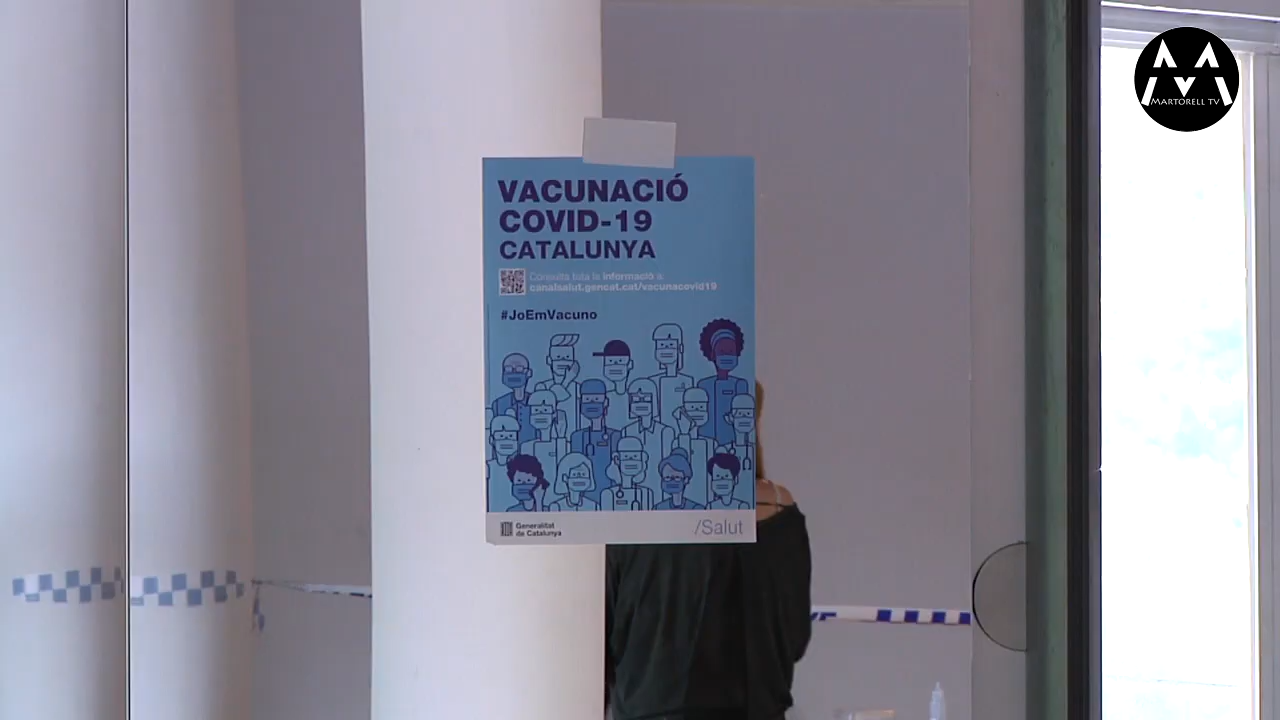 MARTORELL TV
VACUNACIÓ
COVID-19
CATALUNYA
Consulta tota la informació a:
canalsalut.gencat.cat/vacunacovid19
#JoEmVacuno
Generalitat
de Catalunya
/Salut